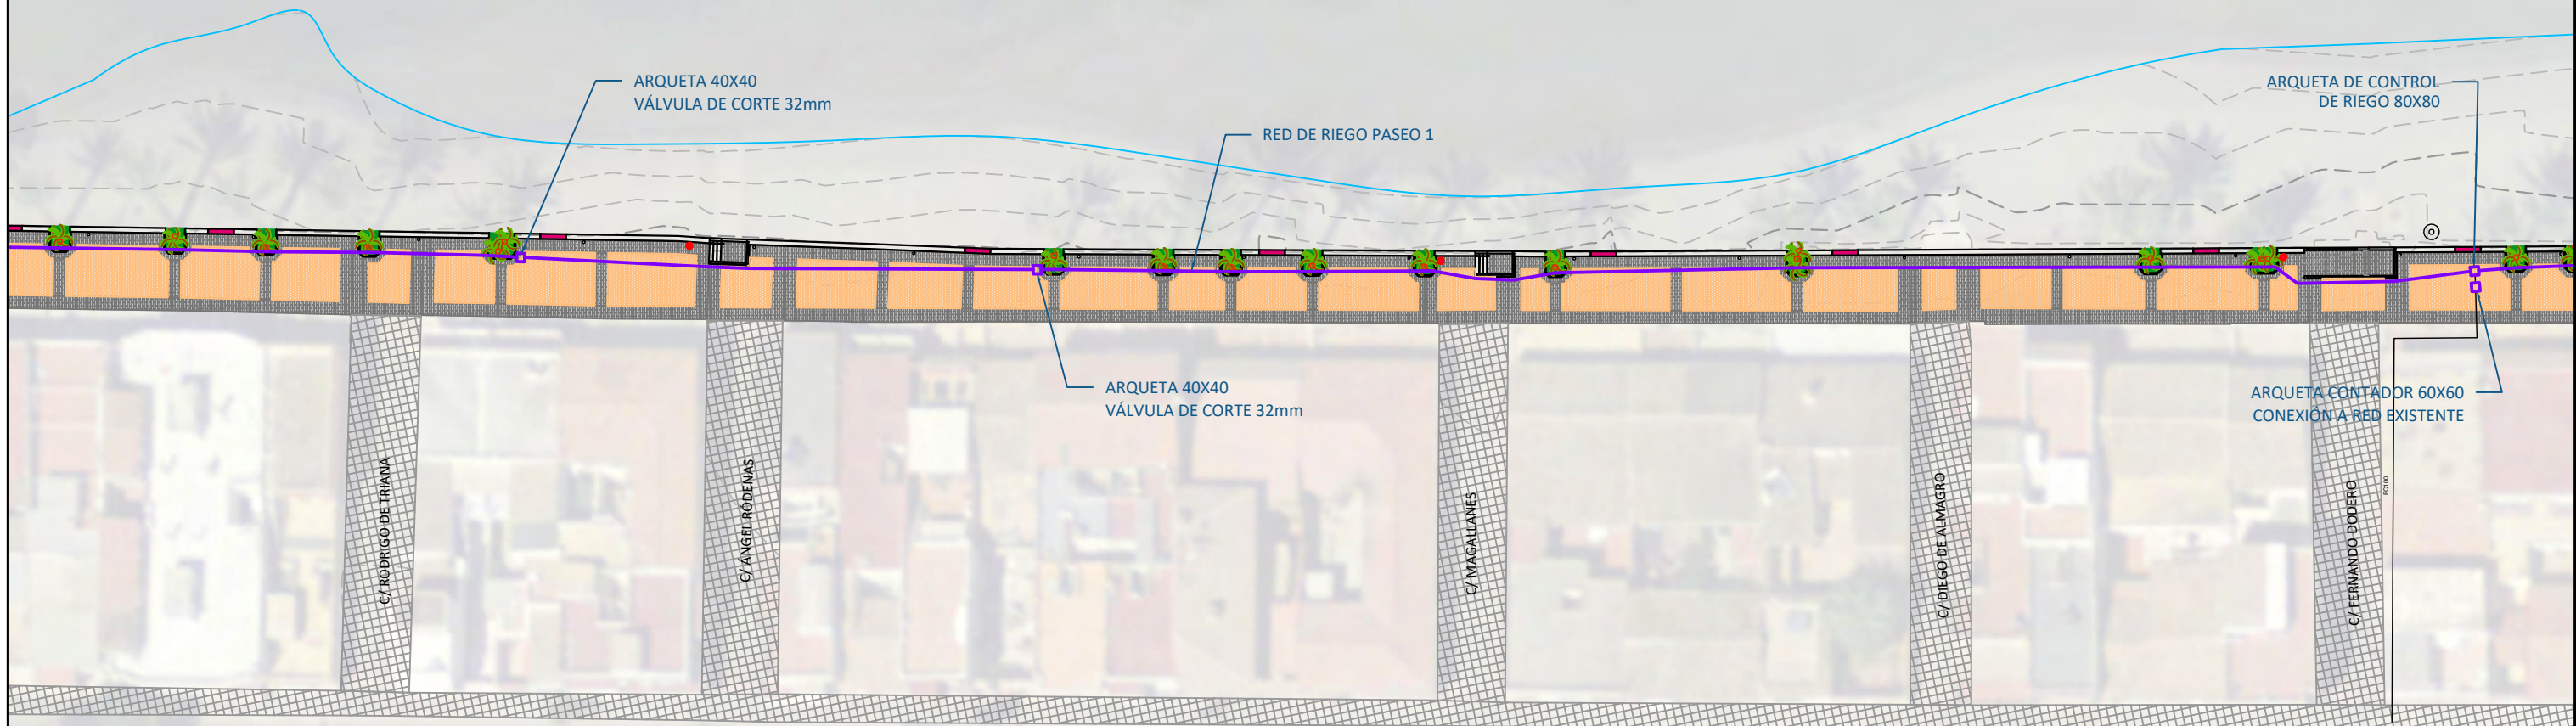 ARQUETA 40X40
VÁLVULA DE CORTE 32mm
RED DE RIEGO PASEO 1
ARQUETA DE CONTROL
DE RIEGO 80X80
ARQUETA 40X40
VÁLVULA DE CORTE 32mm
ARQUETA CONTADOR 60X60
CONEXIÓN A RED EXISTENTE
C/ RODRIGO DE TRIANA
C/ ÁNGEL RÓDENAS
C/ MAGALLANES
C/ DIEGO DE ALMAGRO
C/ FERNANDO DODERO
FC100